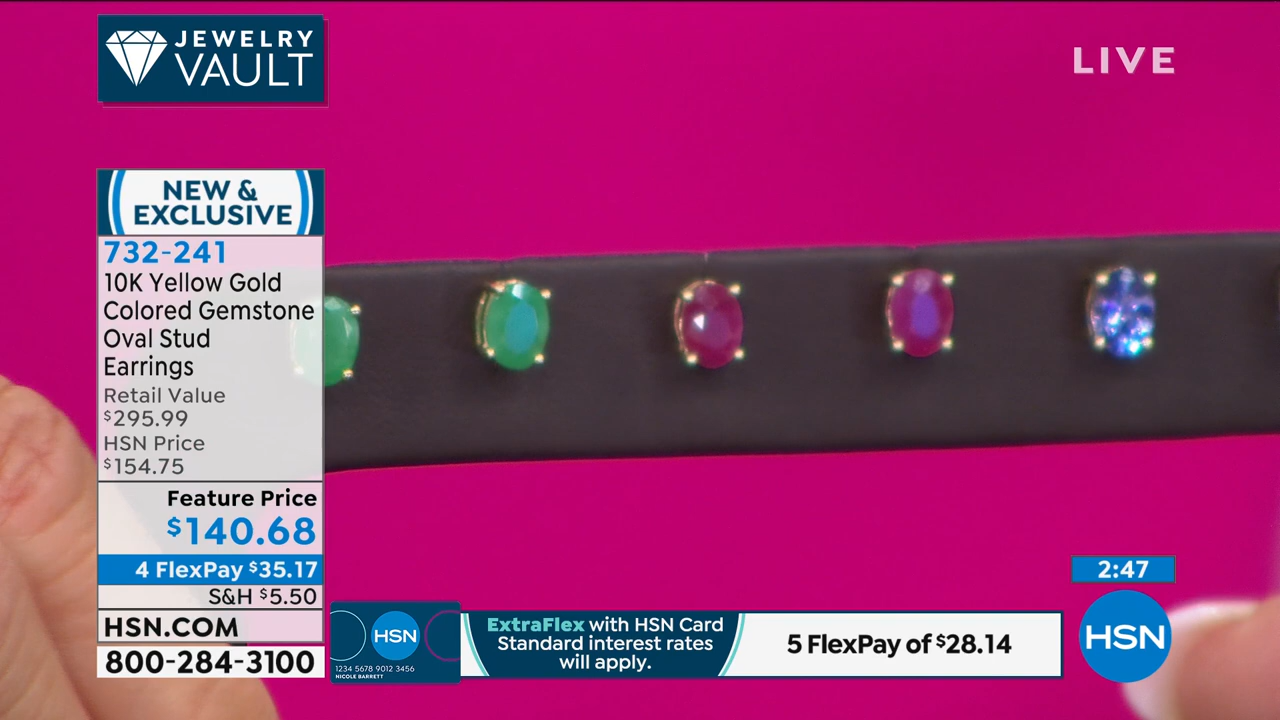 JEWELRY
VAULT
LIVE
NEW &
EXCLUSIVE
732-241
10K Yellow Gold
Colored Gemstone
Oval Stud
Earrings
Retail Value
$295.99
HSN Price
$154.75
Feature Price
$140.68
4 FlexPay $35.17
S&H $5.50
HSN.COM
800-284-3100
HSN
1234 5678 9012 3456
NICOLE BARRETT
ExtraFlex with HSN Card
Standard interest rates
will apply.
5 FlexPay of $28.14
2:47
HSN